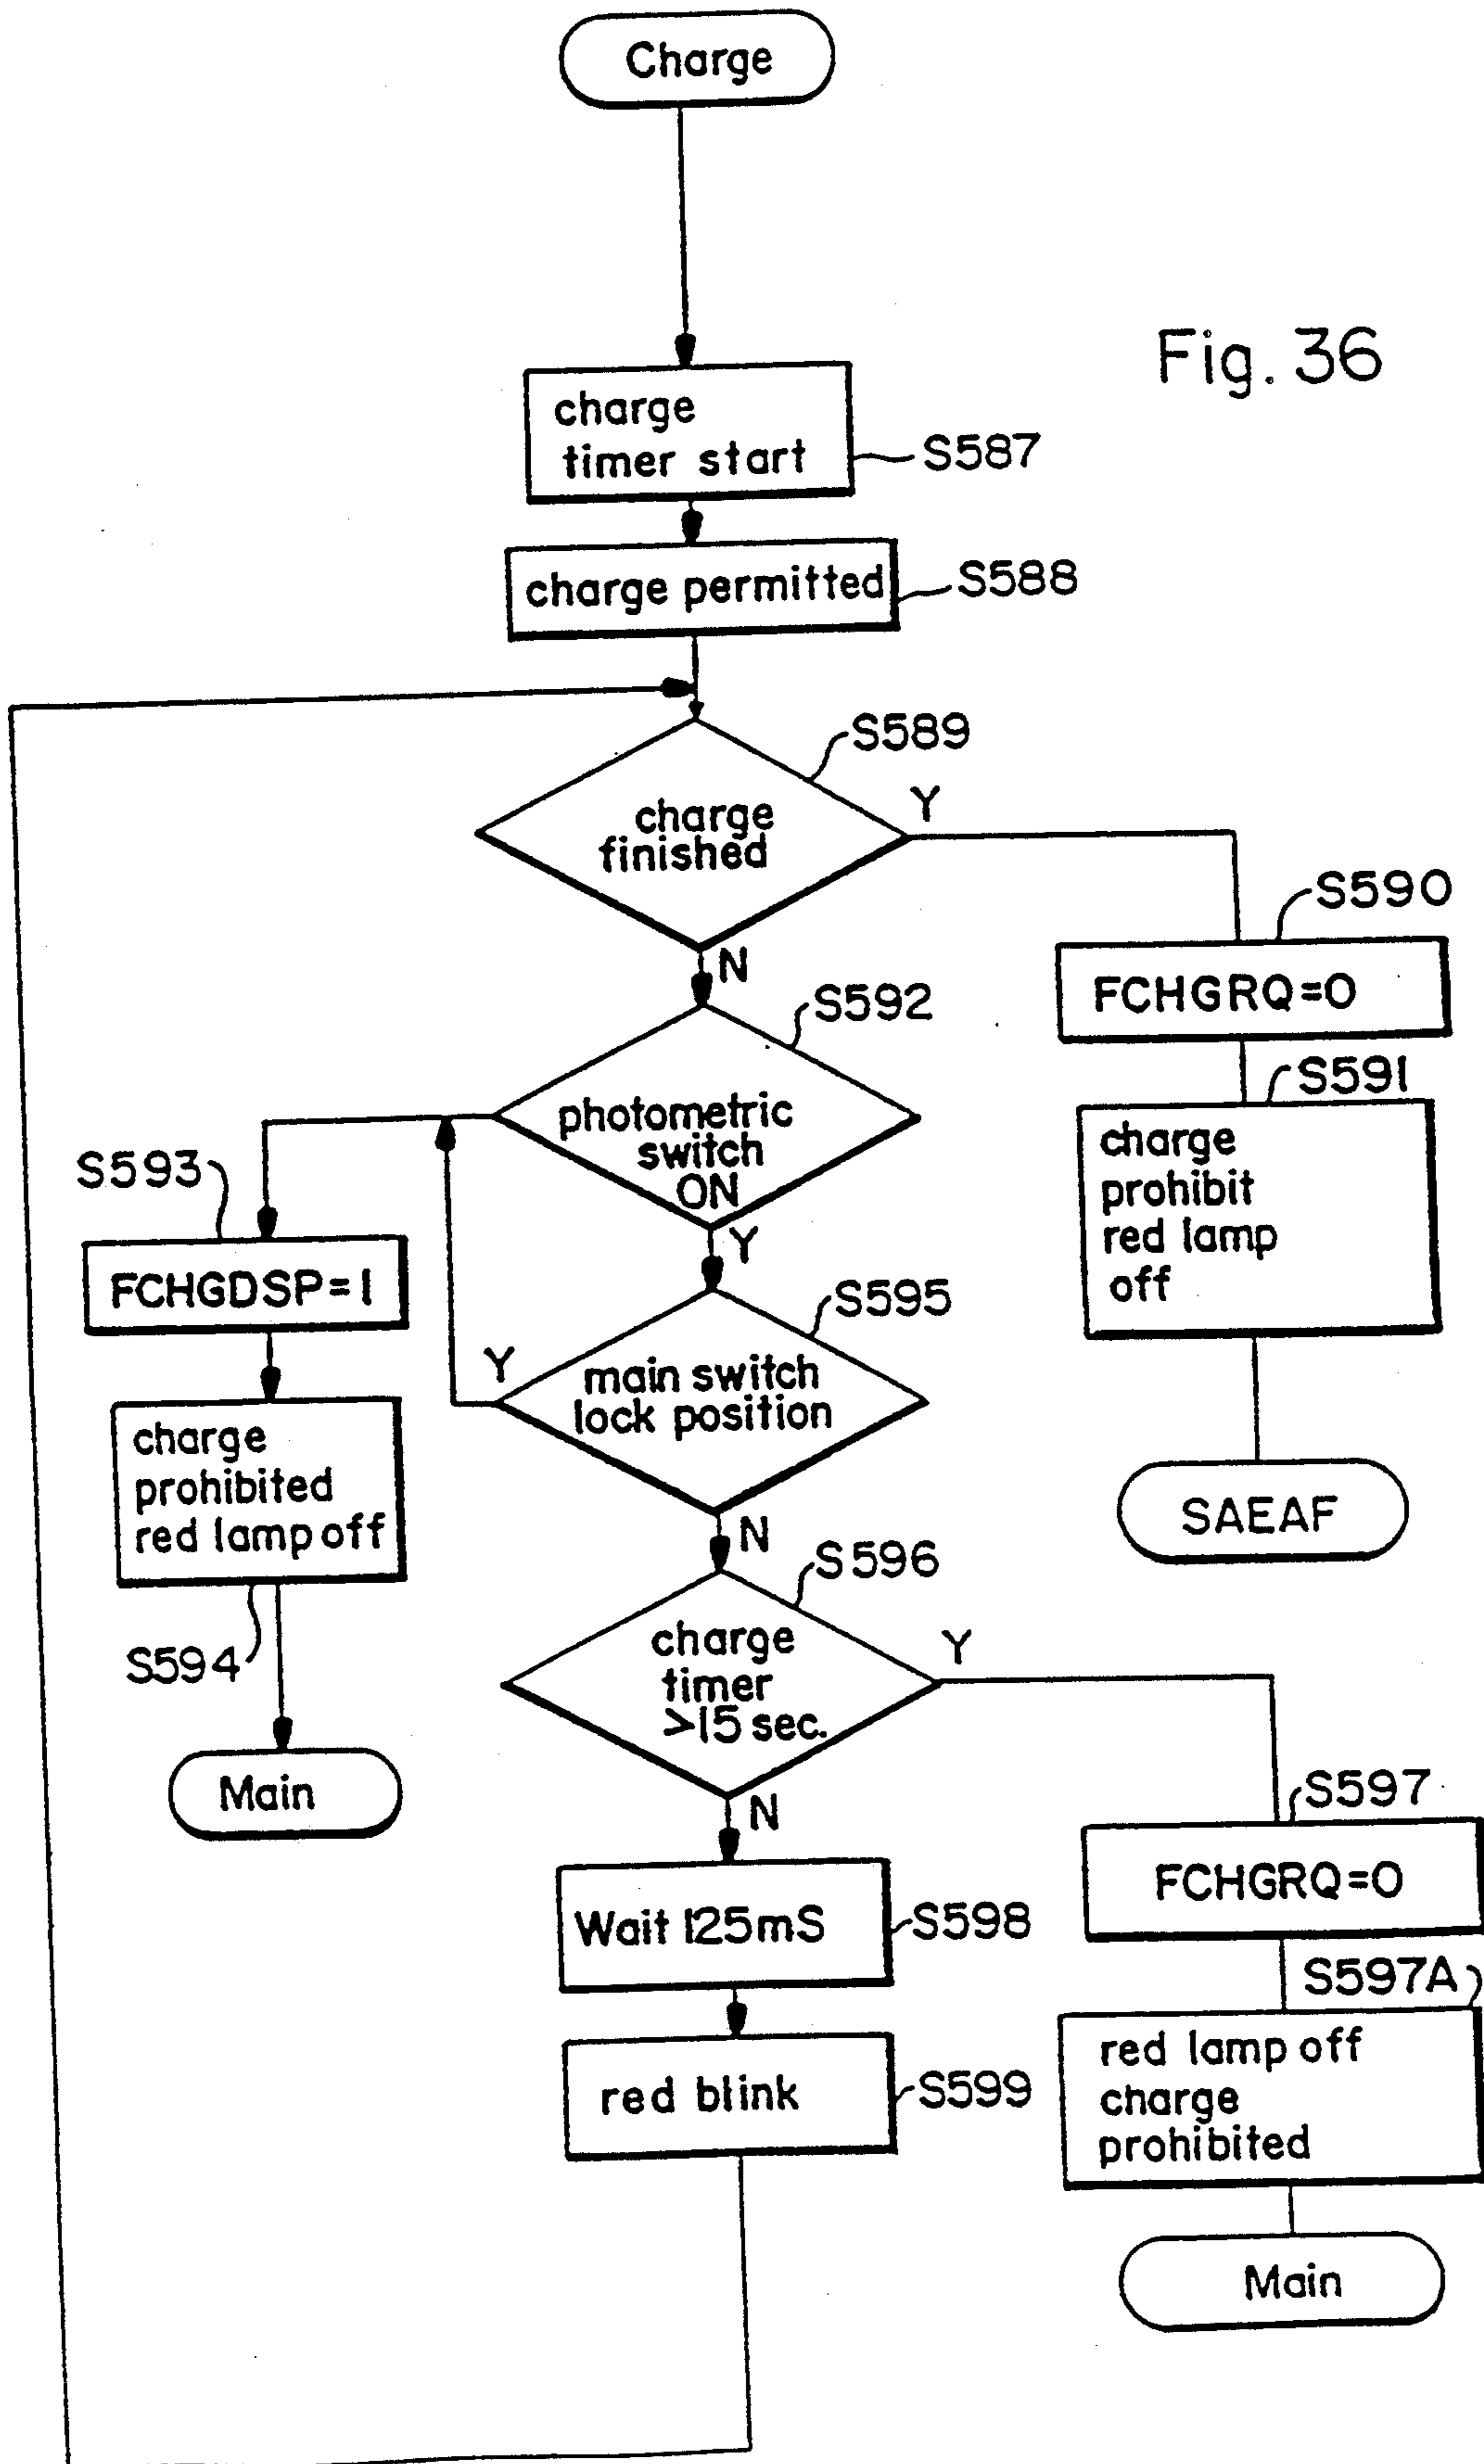 Charge
Fig. 36
charge
timer start
S587
charge permitted
S588
S589
charge
finished
Y
N
S590
FCHGRQ=0
S591
charge
prohibit
red lamp
off
SAEAF
S592
photometric
switch
ON
Y
S593
FCHGDSP=1
charge
prohibited
red lamp off
S594
Main
S595
main switch
lock position
Y
N
S596
charge
timer
>15 sec.
Y
N
S597
FCHGRQ=0
S597A
red lamp off
charge
prohibited
Main
Wait 125mS
S598
red blink
S599